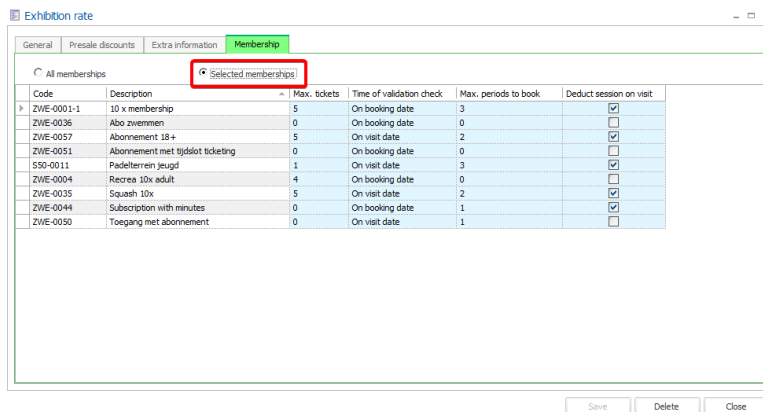 Exhibition rate
General Presale discounts Extra information Membership
All memberships Selected memberships
Code Description Max. tickets Time of validation check Max. periods to book Deduct session on visit
ZWE-0001-1 10 x membership 5 On booking date 3
ZWE-0036 Abo zwemmen 0 On booking date 0
ZWE-0057 Abonnement 18+ 5 On visit date 2
ZWE-0051 Abonnement met tijdslot ticketing 0 On booking date 0
S50-0011 Padelterrein jeugd 1 On visit date 3
ZWE-0004 Recrea 10x adult 4 On booking date 0
ZWE-0035 Squash 10x 5 On visit date 2
ZWE-0044 Subscription with minutes 0 On booking date 1
ZWE-0050 Toegang met abonnement 0 On visit date 1
Save Delete Close